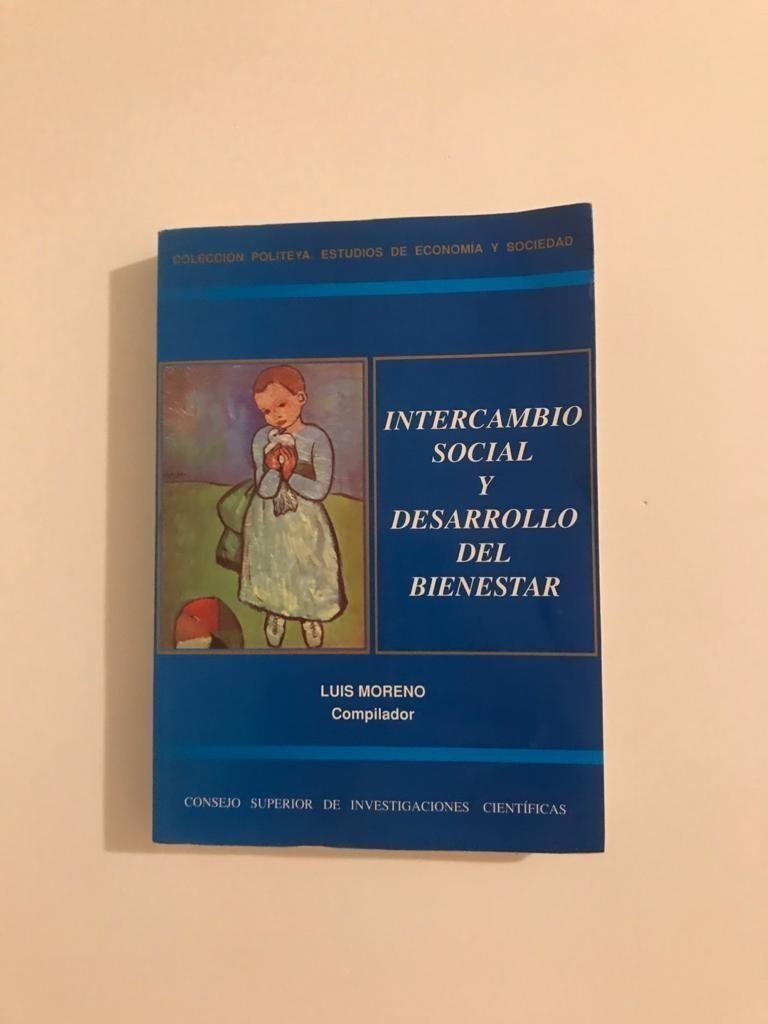 COLECCIÓN POLITEYA. ESTUDIOS DE ECONOMÍA Y SOCIEDAD
INTERCAMBIO
SOCIAL
Y
DESARROLLO
DEL
BIENESTAR
LUIS MORENO
Compilador
CONSEJO SUPERIOR DE INVESTIGACIONES CIENTÍFICAS